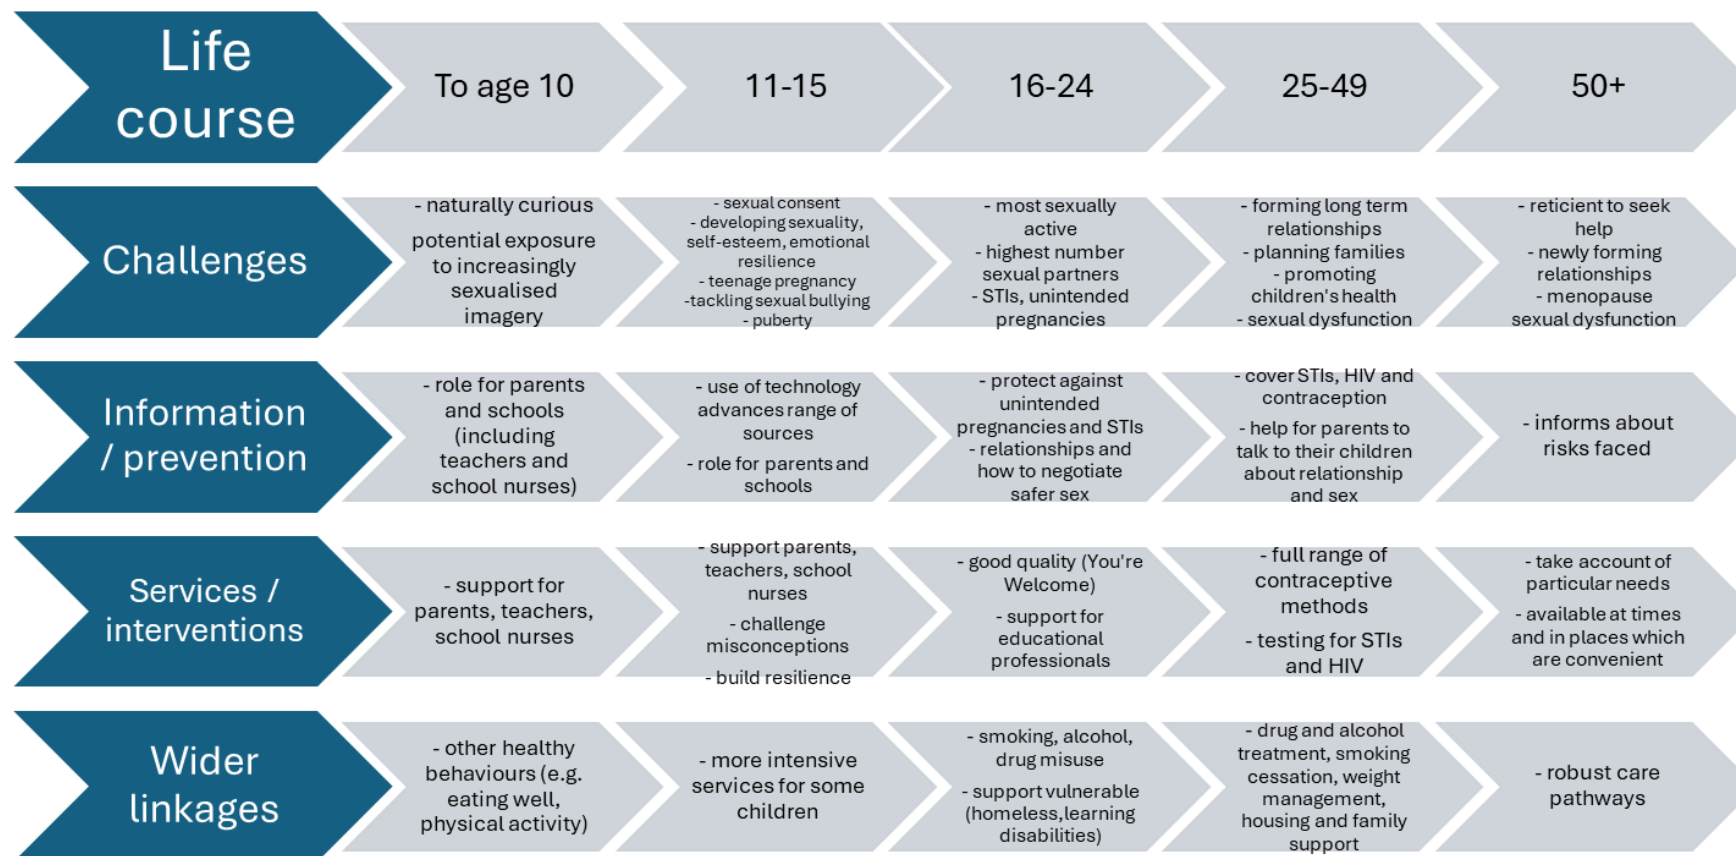 Life
course
To age 10
11-15
16-24
25-49
50+
Challenges
- naturally curious
potential exposure
to increasingly
sexualised
imagery
- sexual consent
- developing sexuality,
self-esteem, emotional
resilience
- teenage pregnancy
-tackling sexual bullying
- puberty
- most sexually
active
- highest number
sexual partners
- STIs, unintended
pregnancies
- forming long term
relationships
- planning families
- promoting
children's health
- sexual dysfunction
- reticient to seek
help
- newly forming
relationships
- menopause
sexual dysfunction
Information
/ prevention
- role for parents
and schools
(including
teachers and
school nurses)
- use of technology
advances range of
sources
- role for parents and
schools
- protect against
unintended
pregnancies and STIs
- relationships and
how to negotiate
safer sex
- cover STIs, HIV and
contraception
- help for parents to
talk to their children
about relationship
and sex
- informs about
risks faced
Services /
interventions
- support for
parents, teachers,
school nurses
- support parents,
teachers, school
nurses
- challenge
misconceptions
- build resilience
- good quality (You're
Welcome)
- support for
educational
professionals
- full range of
contraceptive
methods
- testing for STIs
and HIV
- take account of
particular needs
- available at times
and in places which
are convenient
Wider
linkages
- other healthy
behaviours (e.g.
eating well,
physical activity)
- more intensive
services for some
children
- smoking, alcohol,
drug misuse
- support vulnerable
(homeless,learning
disabilities)
- drug and alcohol
treatment, smoking
cessation, weight
management,
housing and family
support
- robust care
pathways